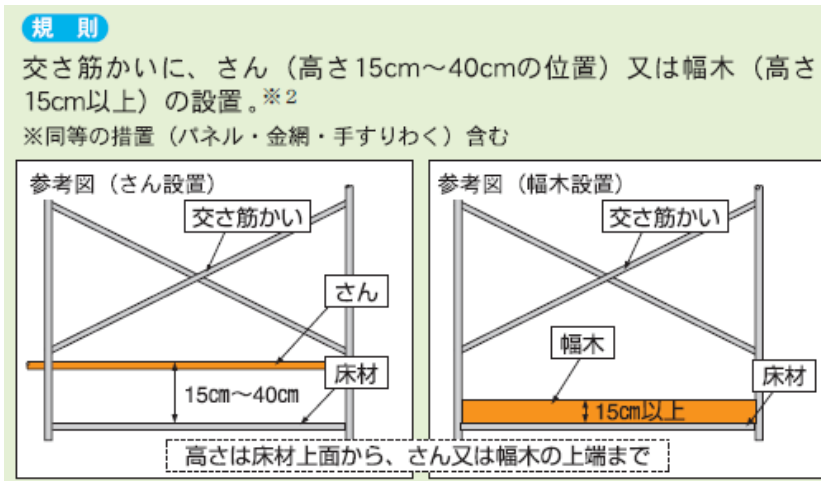 規 則
交さ筋かいに、さん（高さ15cm～40cmの位置）又は幅木（高さ
15cm以上）の設置。※2
※同等の措置（パネル・金網・手すりわく）含む
参考図（さん設置）
交さ筋かい
さん
床材
15cm～40cm
参考図（幅木設置）
交さ筋かい
幅木
床材
15cm以上
高さは床材上面から、さん又は幅木の上端まで